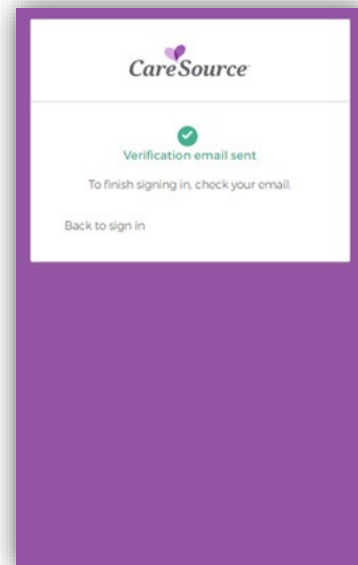 CareSource
Verification email sent
To finish signing in, check your email.
Back to sign in